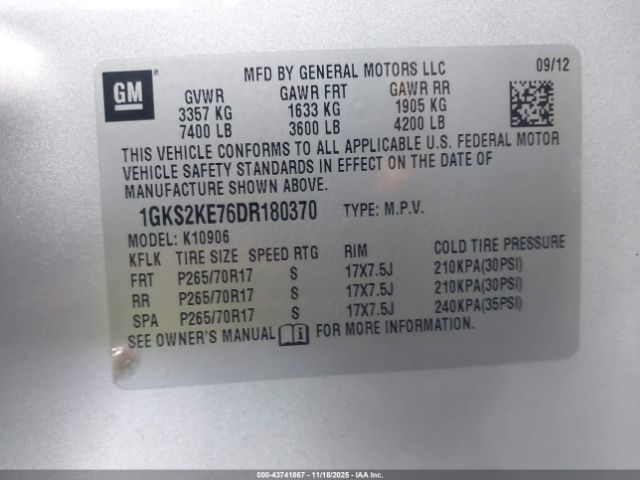 MFD BY GENERAL MOTORS LLC 09/12
GM ®
GVWR GAWR FRT GAWR RR
3357 KG 1633 KG 1905 KG
7400 LB 3600 LB 4200 LB
THIS VEHICLE CONFORMS TO ALL APPLICABLE U.S. FEDERAL MOTOR
VEHICLE SAFETY STANDARDS IN EFFECT ON THE DATE OF
MANUFACTURE SHOWN ABOVE.
1GKS2KE76DR180370 TYPE: M.P.V.
MODEL: K10906
KFLK TIRE SIZE SPEED RTG RIM COLD TIRE PRESSURE
FRT P265/70R17 S 17X7.5J 210KPA(30PSI)
RR P265/70R17 S 17X7.5J 210KPA(30PSI)
SPA P265/70R17 S 17X7.5J 240KPA(35PSI)
SEE OWNER'S MANUAL FOR MORE INFORMATION.
000-43741867 - 11/18/2025 - IAA Inc.